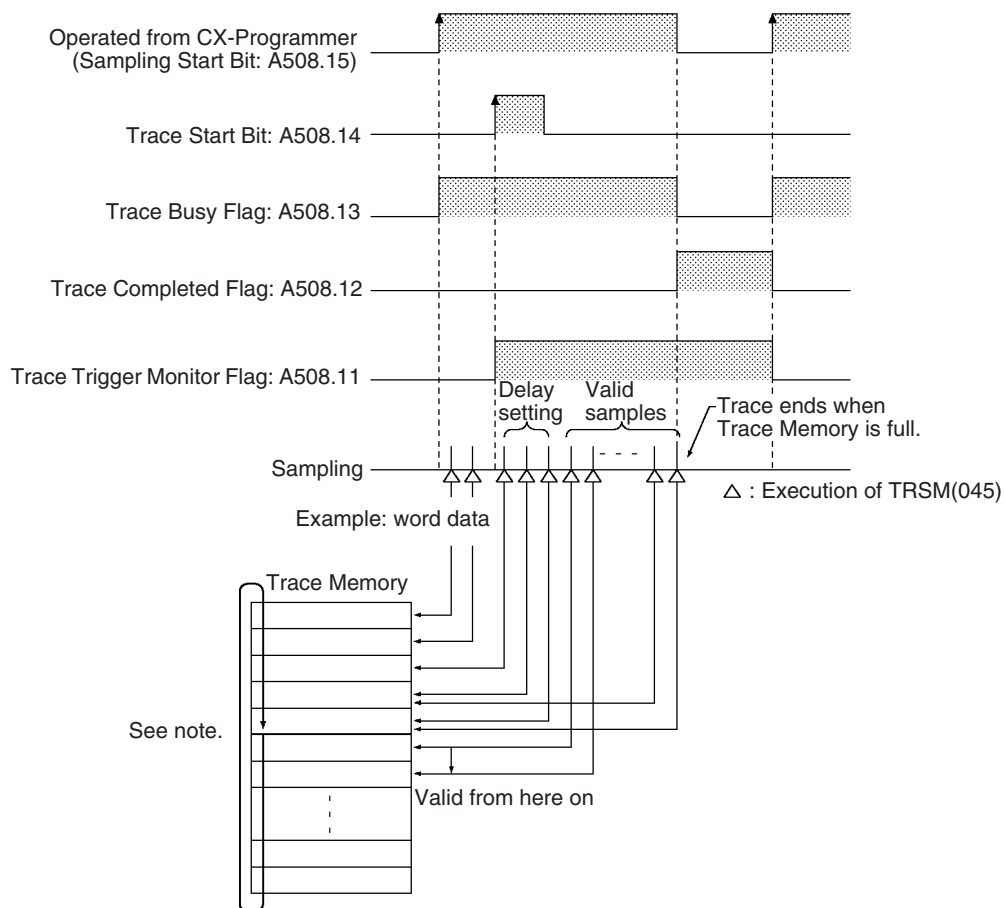 Operated from CX-Programmer
(Sampling Start Bit: A508.15)
Trace Start Bit: A508.14
Trace Busy Flag: A508.13
Trace Completed Flag: A508.12
Trace Trigger Monitor Flag: A508.11
Delay
setting
Valid
samples
Trace ends when
Trace Memory is full.
Sampling
△ : Execution of TRSM(045)
Example: word data
Trace Memory
See note.
Valid from here on